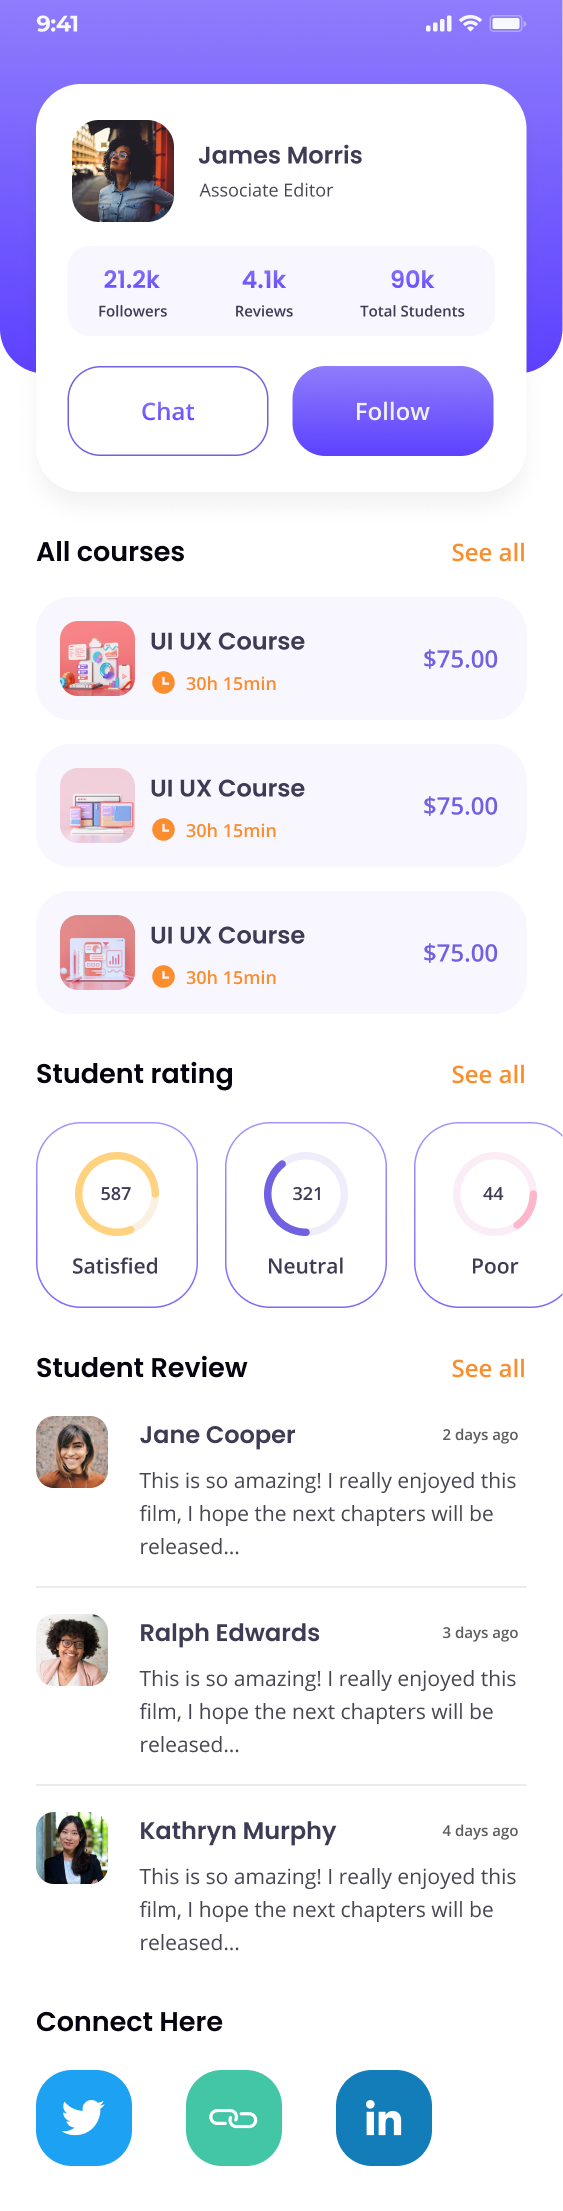 9:41
James Morris
Associate Editor
21.2k 4.1k 90k
Followers Reviews Total Students
Chat Follow
All courses See all
UI UX Course
$75.00
30h 15min
UI UX Course
$75.00
30h 15min
UI UX Course
$75.00
30h 15min
Student rating See all
587 321 44
Satisfied Neutral Poor
Student Review See all
Jane Cooper 2 days ago
This is so amazing! I really enjoyed this
film, I hope the next chapters will be
released...
Ralph Edwards 3 days ago
This is so amazing! I really enjoyed this
film, I hope the next chapters will be
released...
Kathryn Murphy 4 days ago
This is so amazing! I really enjoyed this
film, I hope the next chapters will be
released...
Connect Here
in